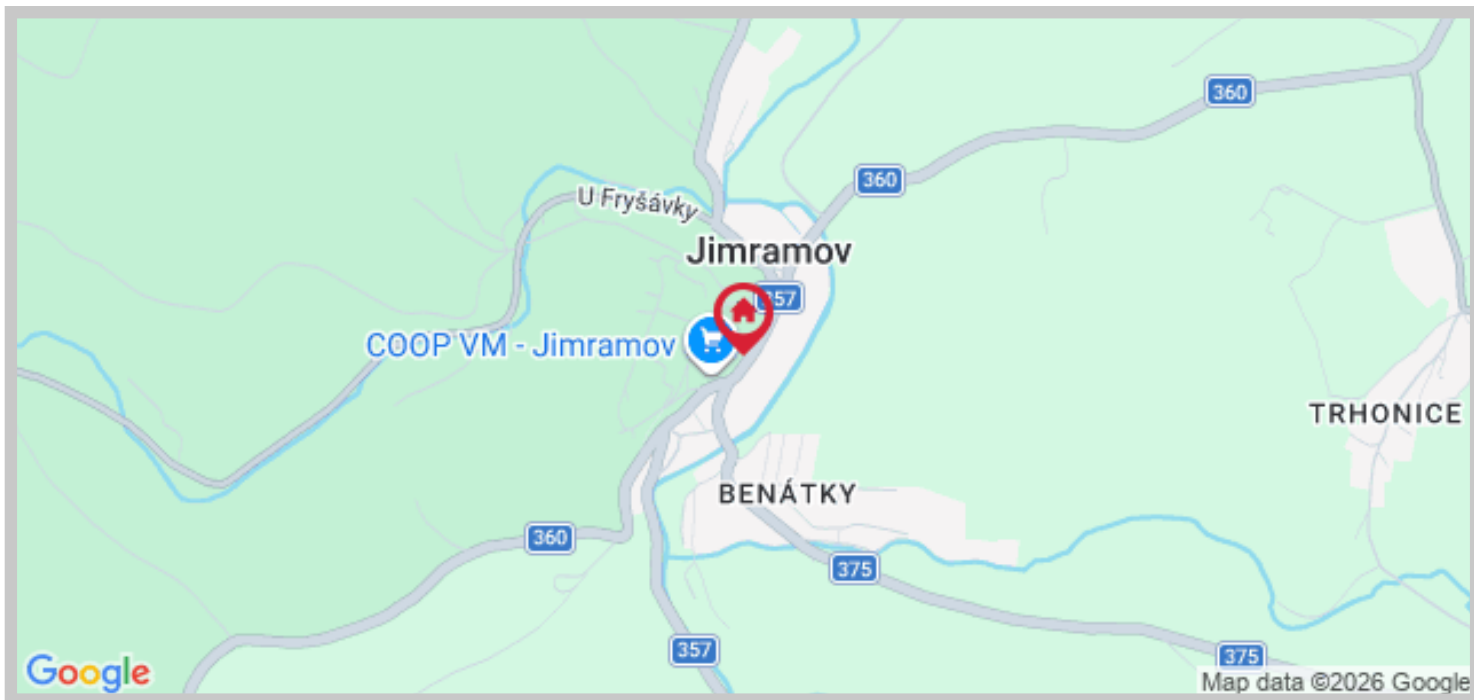 360
360
U Fryšávky
Jimramov
357
COOP VM - Jimramov
TRHONICE
BENÁTKY
360
375
357
375
Google
Map data ©2026 Google